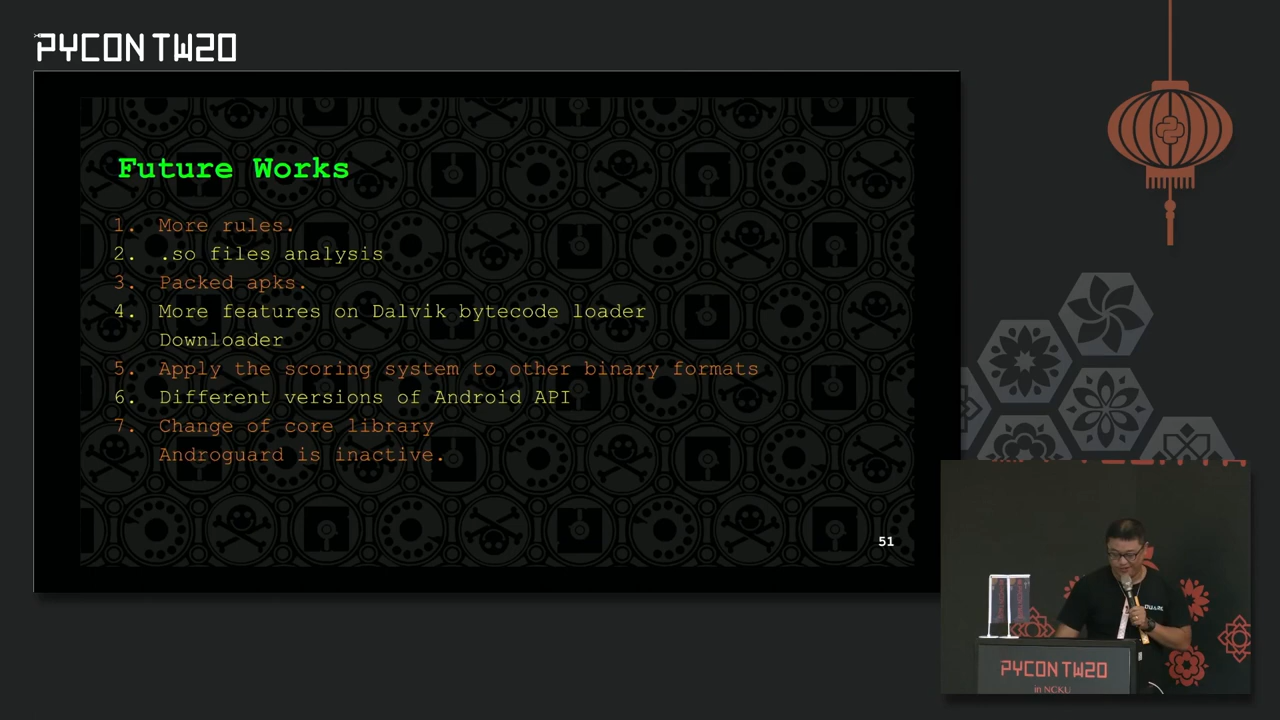 PYCON TW20
Future Works
1. More rules.
2. .so files analysis
3. Packed apks.
4. More features on Dalvik bytecode loader
Downloader
5. Apply the scoring system to other binary formats
6. Different versions of Android API
7. Change of core library
Androguard is inactive.
51
PYCON TW20
in NCKU